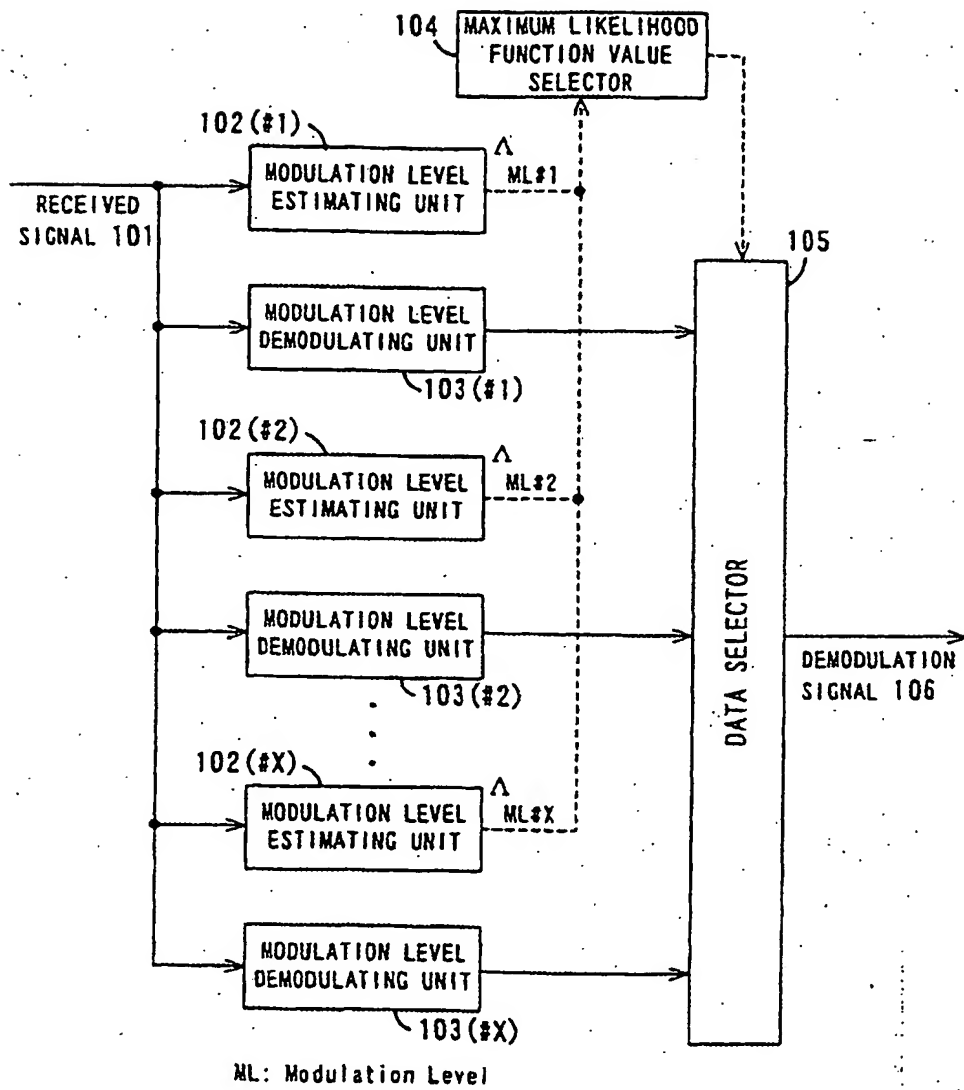 104
MAXIMUM LIKELIHOOD
FUNCTION VALUE
SELECTOR
102(#1)
MODULATION LEVEL
ESTIMATING UNIT
Λ
ML#1
RECEIVED
SIGNAL 101
105
MODULATION LEVEL
DEMODULATING UNIT
103(#1)
102(#2)
MODULATION LEVEL
ESTIMATING UNIT
Λ
ML#2
MODULATION LEVEL
DEMODULATING UNIT
103(#2)
DATA SELECTOR
DEMODULATION
SIGNAL 106
102(#X)
MODULATION LEVEL
ESTIMATING UNIT
Λ
ML#X
MODULATION LEVEL
DEMODULATING UNIT
103(#X)
ML: Modulation Level